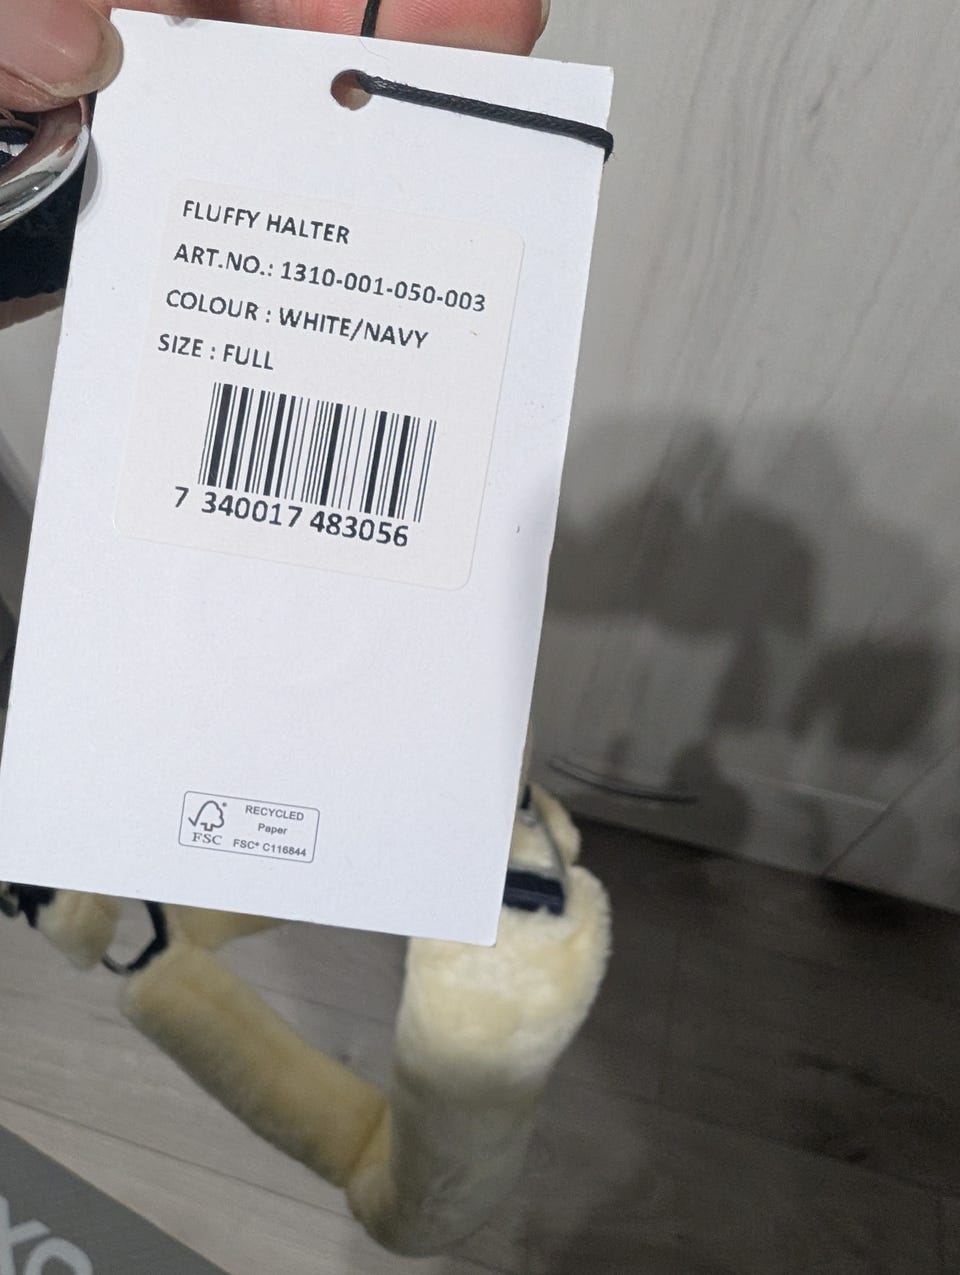 FLUFFY HALTER
ART.NO.: 1310-001-050-003
COLOUR : WHITE/NAVY
SIZE : FULL
7 340017 483056
RECYCLED
Paper
FSC® C116844
FSC